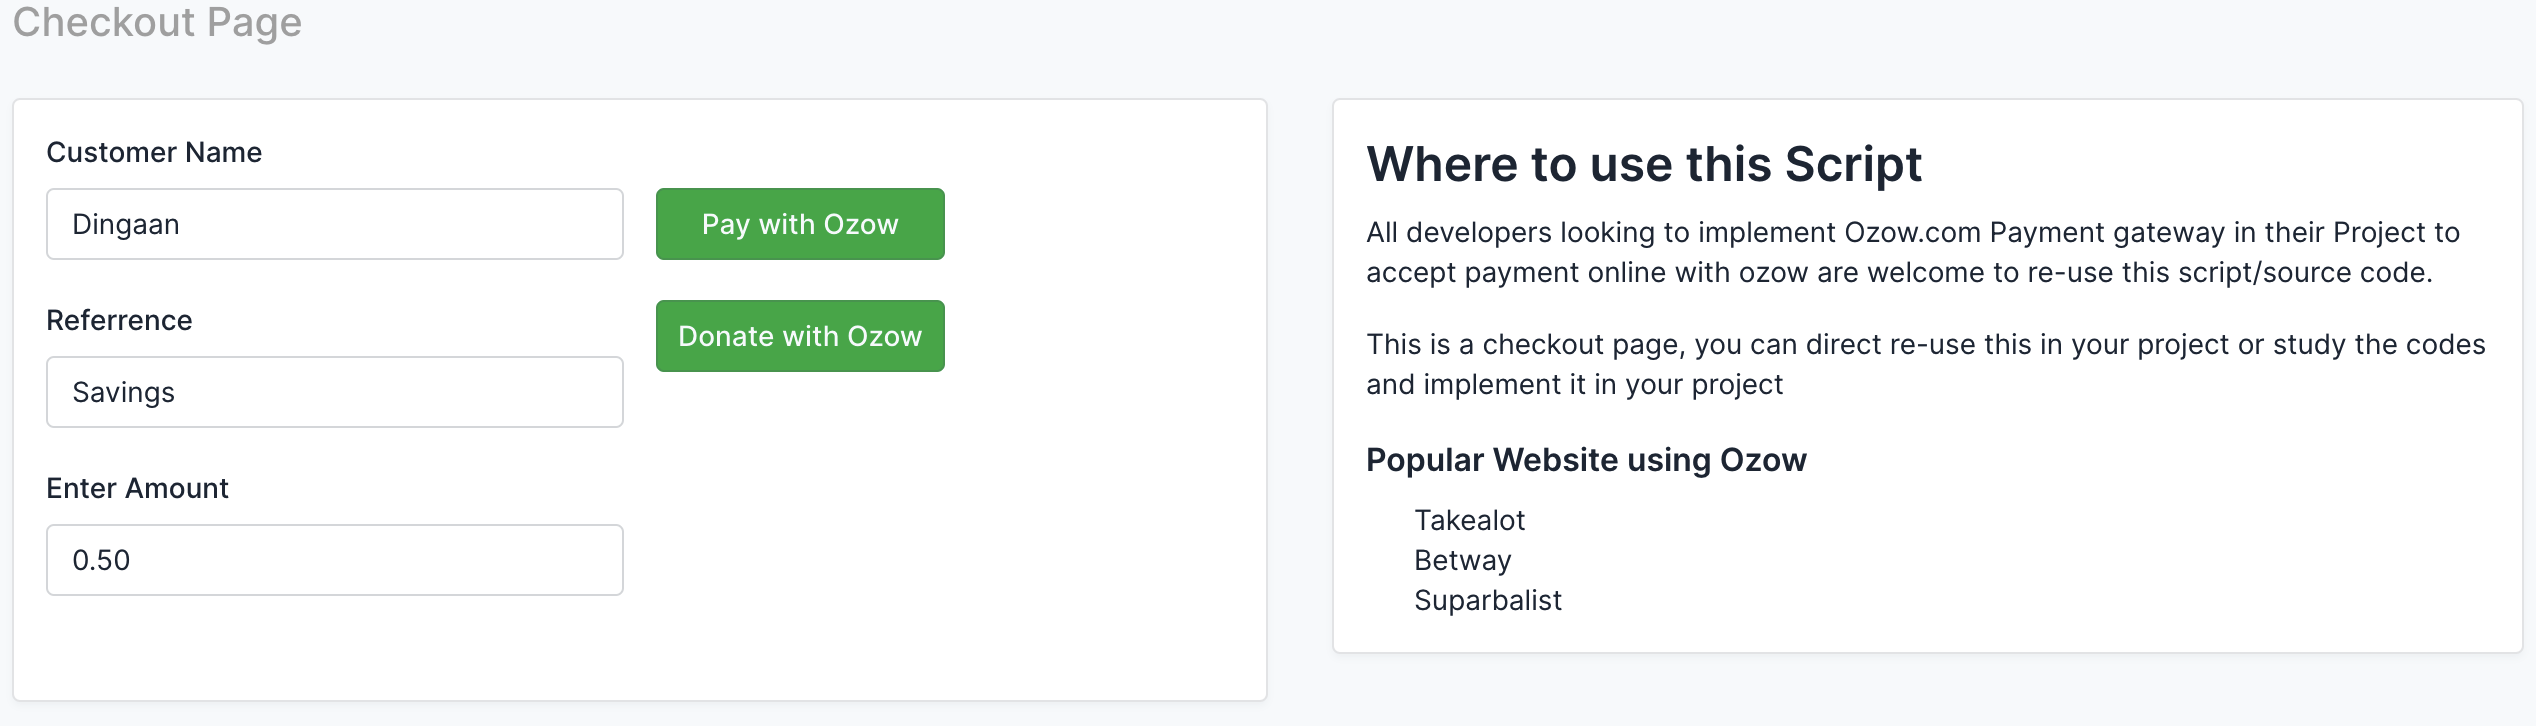 Checkout Page
Customer Name
Dingaan
Pay with Ozow
Referrence
Donate with Ozow
Savings
Enter Amount
0.50
Where to use this Script
All developers looking to implement Ozow.com Payment gateway in their Project to
accept payment online with ozow are welcome to re-use this script/source code.
This is a checkout page, you can direct re-use this in your project or study the codes
and implement it in your project
Popular Website using Ozow
Takealot
Betway
Suparbalist